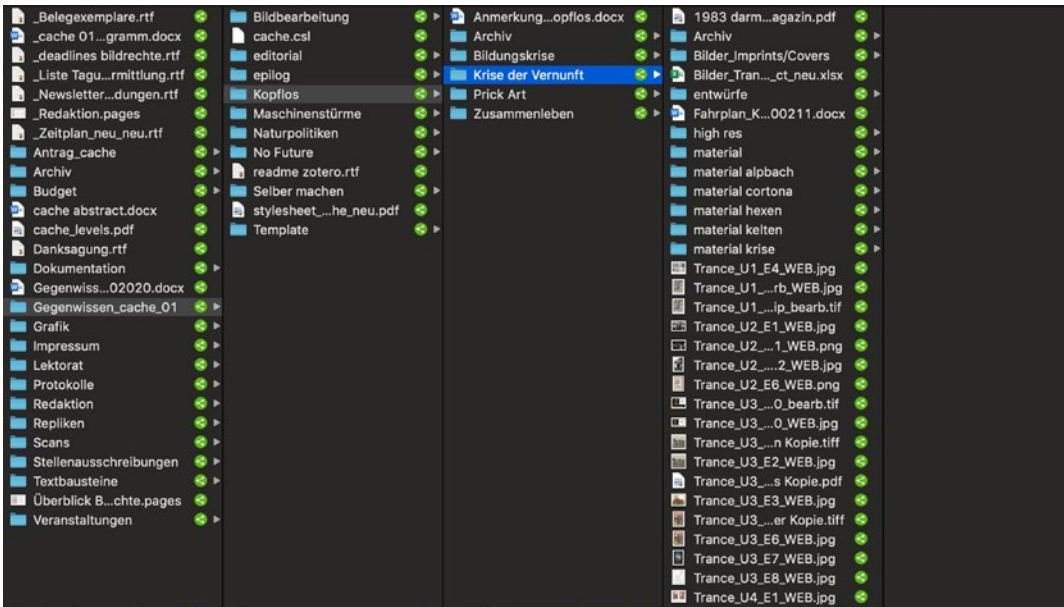 _Belegexemplare.rtf
_cache 01...gramm.docx
_deadlines bildrechte.rtf
_Liste Tagu...rmittlung.rtf
_Newsletter...dungen.rtf
_Redaktion.pages
_Zeitplan_neu_neu.rtf
Antrag_cache
Archiv
Budget
cache abstract.docx
cache_levels.pdf
Danksagung.rtf
Dokumentation
Gegenwiss...02020.docx
Gegenwissen_cache_01
Grafik
Impressum
Lektorat
Protokolle
Redaktion
Repliken
Scans
Stellenausschreibungen
Textbausteine
Überblick B...chte.pages
Veranstaltungen
Bildbearbeitung
cache.csl
editorial
epilog
Kopflos
Maschinenstürme
Naturpolitiken
No Future
readme zotero.rtf
Selber machen
stylesheet_...he_neu.pdf
Template
Anmerkung...opflos.docx
Archiv
Bildungskrise
Krise der Vernunft
Prick Art
Zusammenleben
1983 darm...agazin.pdf
Archiv
Bilder_Imprints/Covers
Bilder_Tran..._ct_neu.xlsx
entwürfe
Fahrplan_K...00211.docx
high res
material
material alpbach
material cortona
material hexen
material kelten
material krise
Trance_U1_E4_WEB.jpg
Trance_U1_...rb_WEB.jpg
Trance_U1_...ip_bearb.tif
Trance_U2_E1_WEB.jpg
Trance_U2_...1_WEB.png
Trance_U2_...2_WEB.jpg
Trance_U2_E6_WEB.png
Trance_U3_...0_bearb.tif
Trance_U3_...0_WEB.jpg
Trance_U3_...n Kopie.tiff
Trance_U3_E2_WEB.jpg
Trance_U3_...s Kopie.pdf
Trance_U3_E3_WEB.jpg
Trance_U3_...er Kopie.tiff
Trance_U3_E6_WEB.jpg
Trance_U3_E7_WEB.jpg
Trance_U3_E8_WEB.jpg
Trance_U4_E1_WEB.jpg